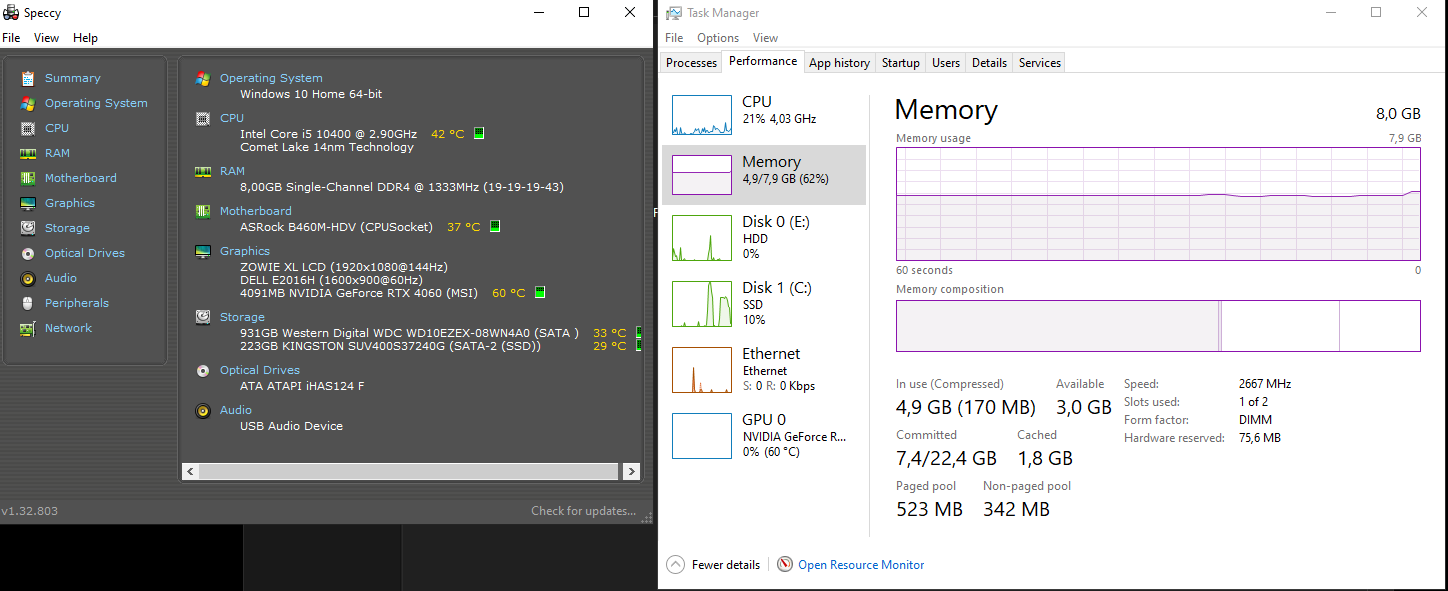 Speccy
File View Help
Summary
Operating System
CPU
RAM
Motherboard
Graphics
Storage
Optical Drives
Audio
Peripherals
Network
Operating System
Windows 10 Home 64-bit
CPU
Intel Core i5 10400 @ 2.90GHz 42 °C
Comet Lake 14nm Technology
RAM
8,00GB Single-Channel DDR4 @ 1333MHz (19-19-19-43)
Motherboard
ASRock B460M-HDV (CPUSocket) 37 °C
Graphics
ZOWIE XL LCD (1920x1080@144Hz)
DELL E2016H (1600x900@60Hz)
4091MB NVIDIA GeForce RTX 4060 (MSI) 60 °C
Storage
931GB Western Digital WDC WD10EZEX-08WN4A0 (SATA ) 33 °C
223GB KINGSTON SUV400S37240G (SATA-2 (SSD)) 29 °C
Optical Drives
ATA ATAPI iHAS124 F
Audio
USB Audio Device
v1.32.803
Check for updates...
Task Manager
File Options View
Processes Performance App history Startup Users Details Services
CPU
21% 4,03 GHz
Memory
4,9/7,9 GB (62%)
Disk 0 (E:)
HDD
0%
Disk 1 (C:)
SSD
10%
Ethernet
Ethernet
S: 0 R: 0 Kbps
GPU 0
NVIDIA GeForce R...
0% (60 °C)
Memory 8,0 GB
Memory usage 7,9 GB
60 seconds 0
Memory composition
In use (Compressed) Available
4,9 GB (170 MB) 3,0 GB
Committed Cached
7,4/22,4 GB 1,8 GB
Paged pool Non-paged pool
523 MB 342 MB
Speed: 2667 MHz
Slots used: 1 of 2
Form factor: DIMM
Hardware reserved: 75,6 MB
Fewer details Open Resource Monitor